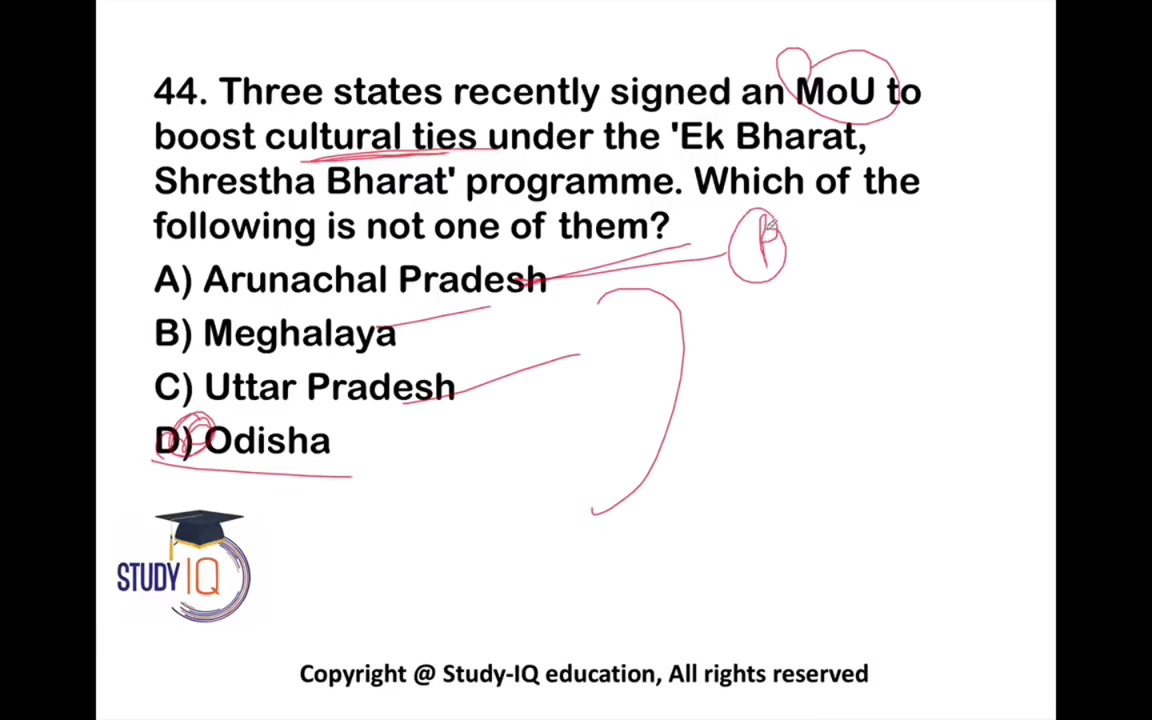 44. Three states recently signed an MoU to
boost cultural ties under the 'Ek Bharat,
Shrestha Bharat' programme. Which of the
following is not one of them?
A) Arunachal Pradesh
B) Meghalaya
C) Uttar Pradesh
D) Odisha
STUDY IQ
Copyright @ Study-IQ education, All rights reserved